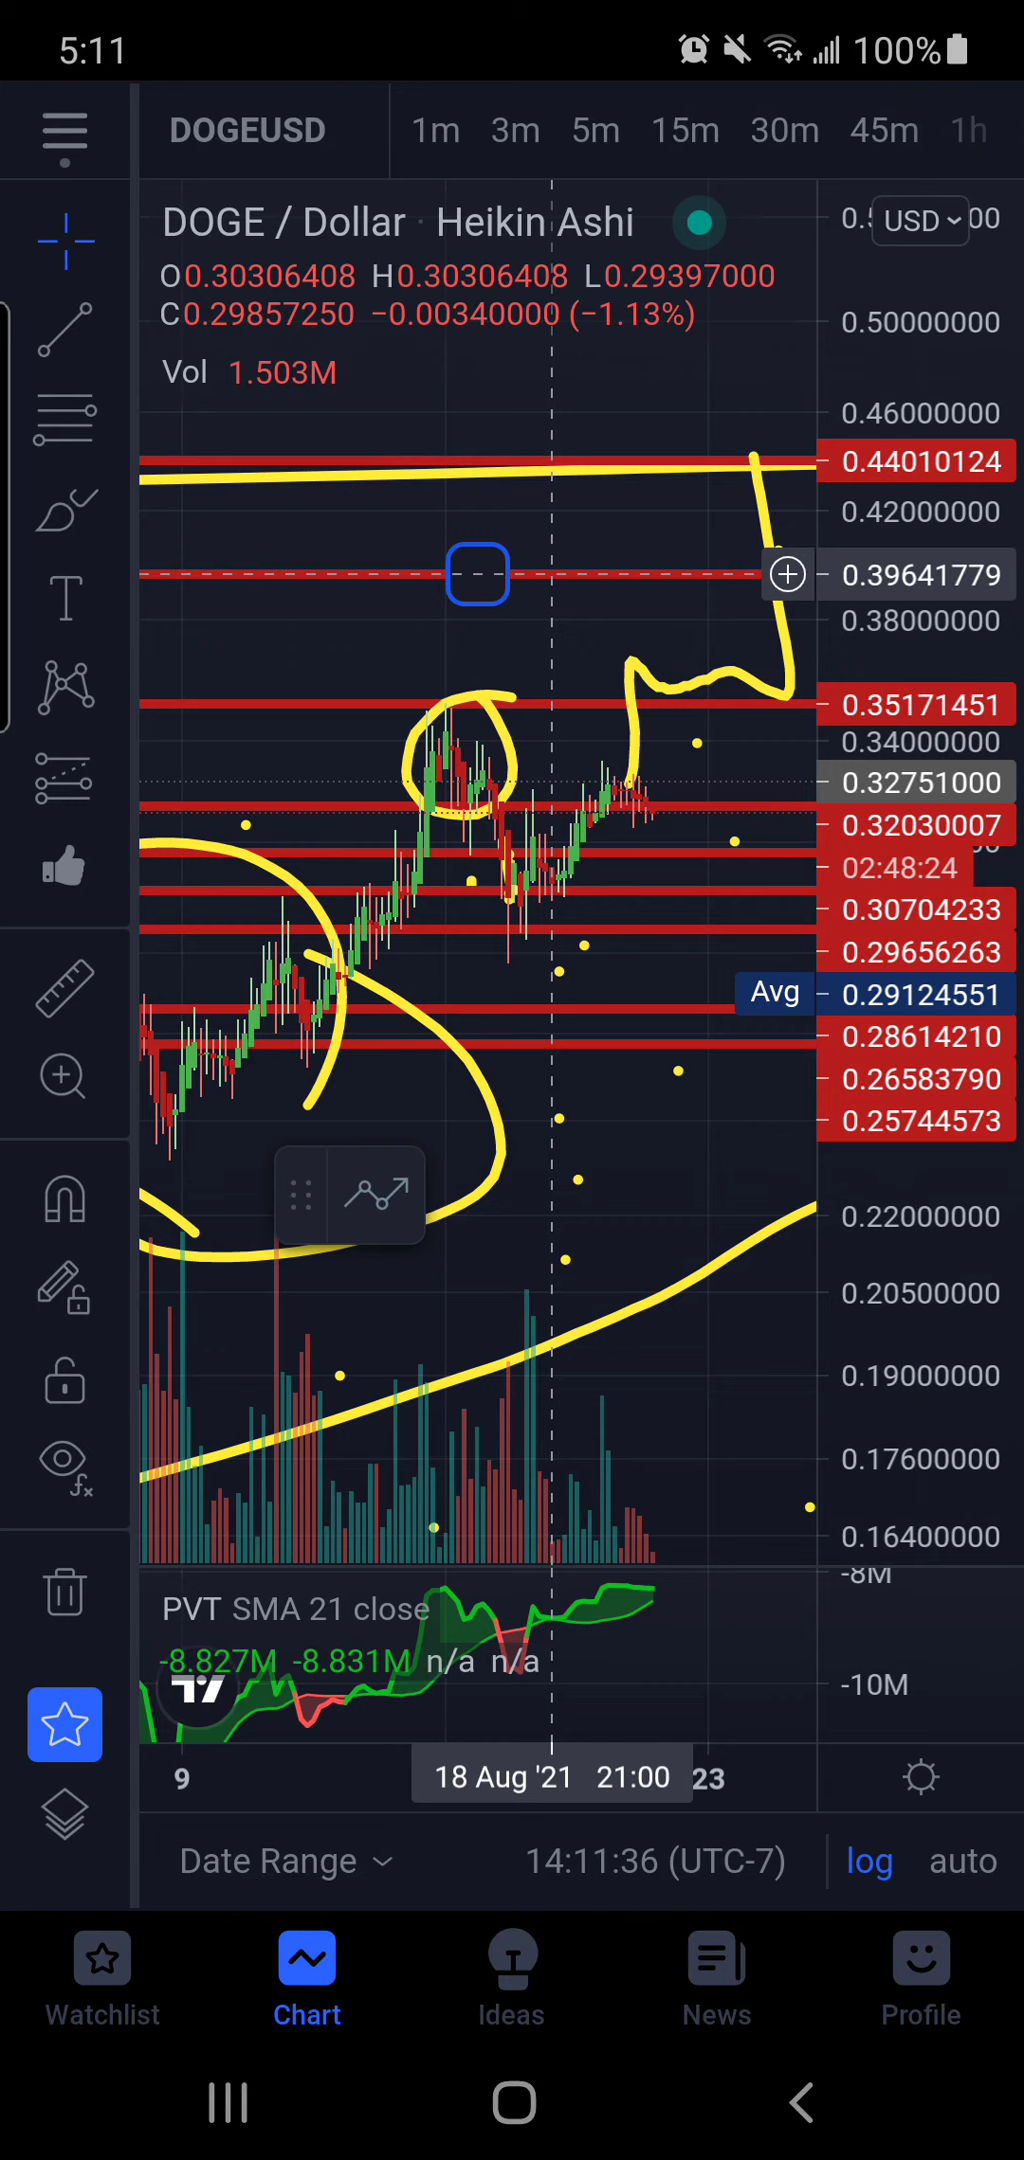 5:11 100%
DOGEUSD 1m 3m 5m 15m 30m 45m 1h
DOGE / Dollar · Heikin Ashi
USD
O0.30306408 H0.30306408 L0.29397000
C0.29857250 −0.00340000 (−1.13%)
Vol 1.503M
0.50000000
0.46000000
0.44010124
0.42000000
0.39641779
0.38000000
0.35171451
0.34000000
0.32751000
0.32030007
02:48:24
0.30704233
0.29656263
Avg 0.29124551
0.28614210
0.26583790
0.25744573
0.22000000
0.20500000
0.19000000
0.17600000
0.16400000
-8M
PVT SMA 21 close
-8.827M -8.831M n/a n/a
-10M
9 18 Aug '21 21:00 23
Date Range 14:11:36 (UTC-7) log auto
Watchlist Chart Ideas News Profile